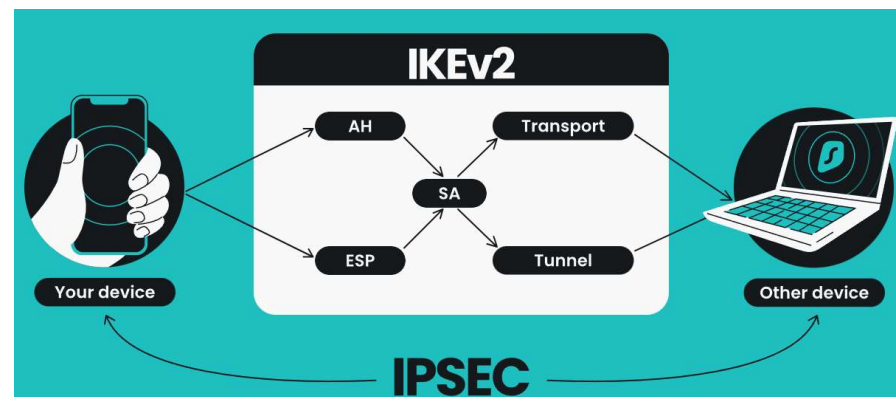 IKEv2
AH
Transport
SA
ESP
Tunnel
Your device
Other device
IPSEC